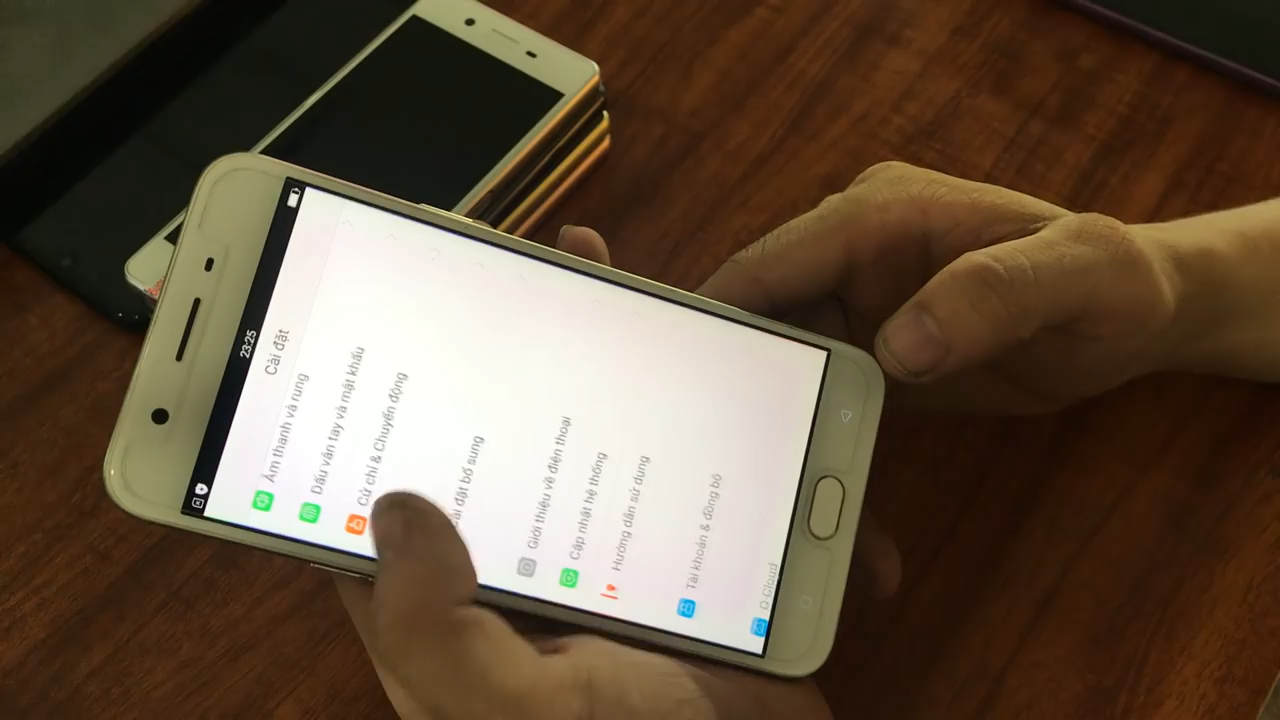 23:25
Cài đặt
Âm thanh và rung
Dấu vân tay và mật khẩu
Cử chỉ & Chuyển động
Cài đặt bổ sung
Giới thiệu về điện thoại
Cập nhật hệ thống
Hướng dẫn sử dụng
Tài khoản & đồng bộ
O-Cloud